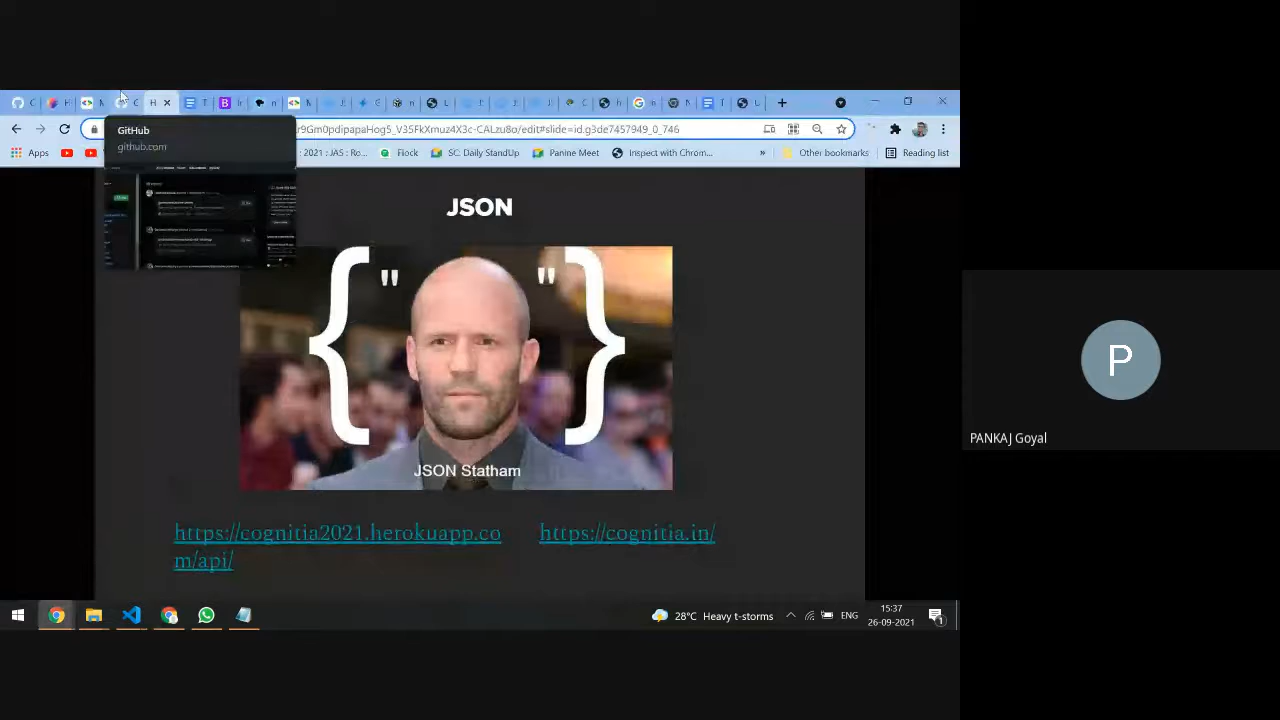 GitHub
github.com
r9Gm0pdipapaHog5_V35FkXmuz4X3c-CALzu8o/edit#slide=id.g3de7457949_0_746
Apps
2021 : JAS : Ro...
Flock
SC: Daily StandUp
Panine Meet
Inspect with Chrom...
»
Other bookmarks
Reading list
JSON
{ " " }
JSON Statham
https://cognitia2021.herokuapp.co
m/api/
https://cognitia.in/
P
PANKAJ Goyal
28°C Heavy t-storms
ENG
15:37
26-09-2021